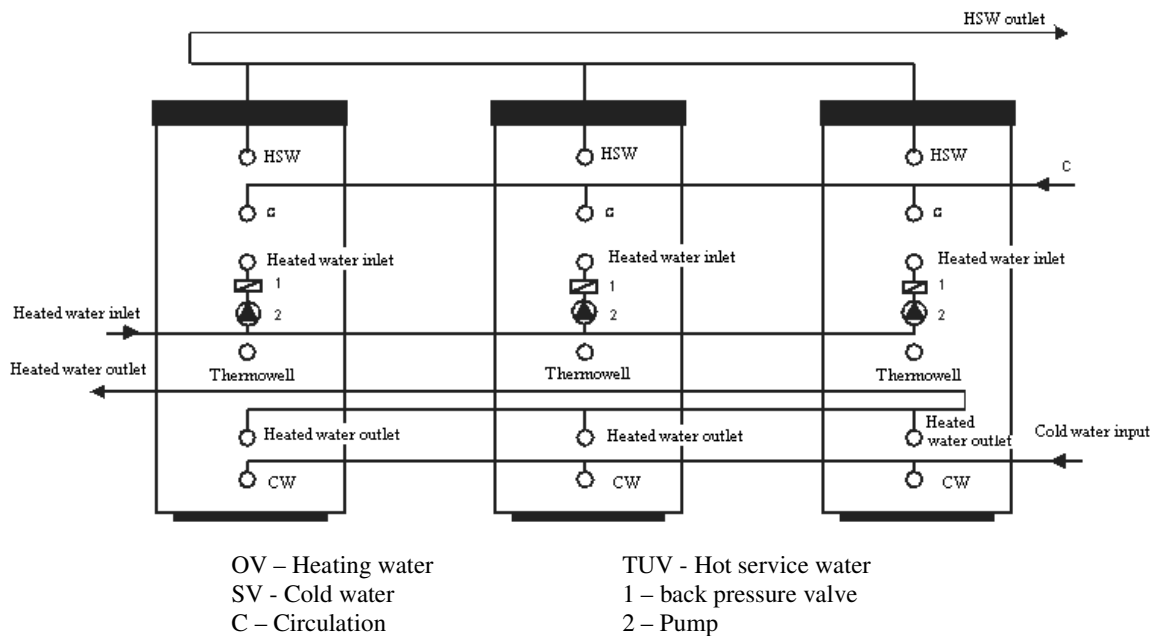 HSW outlet
HSW HSW HSW
C
G G G
Heated water inlet Heated water inlet Heated water inlet
1 1 1
Heated water inlet
2 2 2
Heated water outlet
Thermowell Thermowell Thermowell
Heated water outlet Heated water outlet Heated
water outlet
Cold water input
CW CW CW
OV – Heating water TUV - Hot service water
SV - Cold water 1 – back pressure valve
C – Circulation 2 – Pump